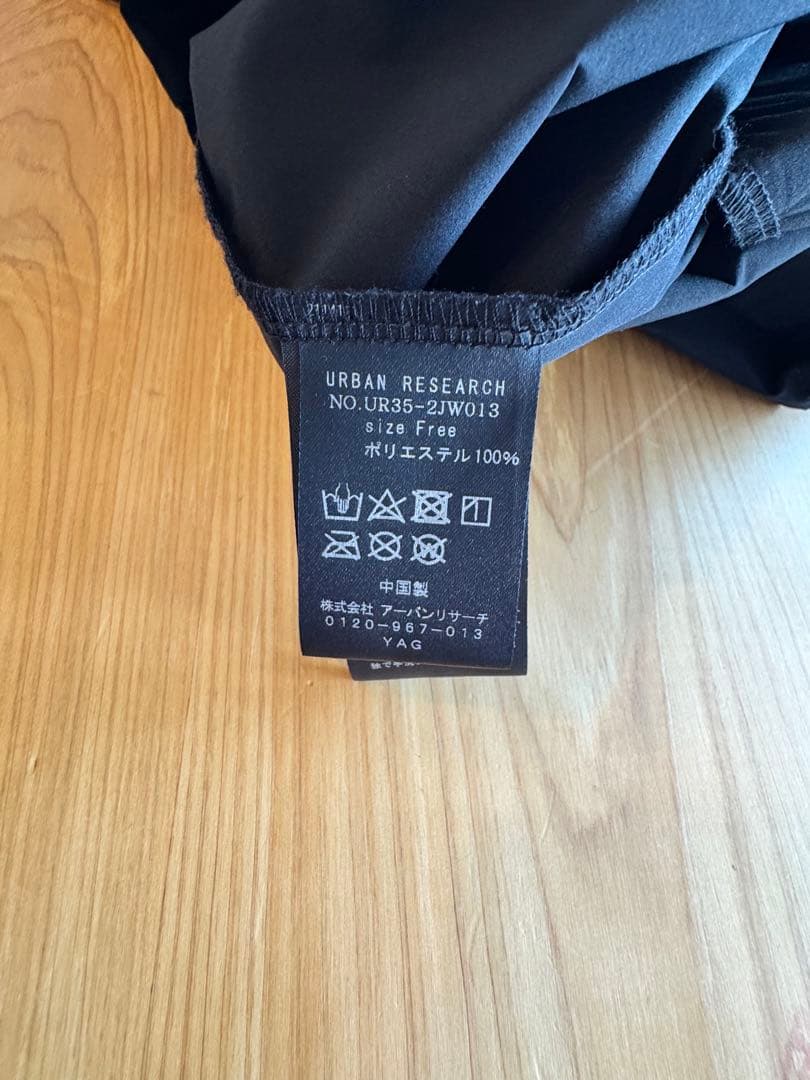 URBAN RESEARCH
NO.UR35-2JW013
size Free
ポリエステル100%
中国製
株式会社 アーバンリサーチ
0120-967-013
YAG